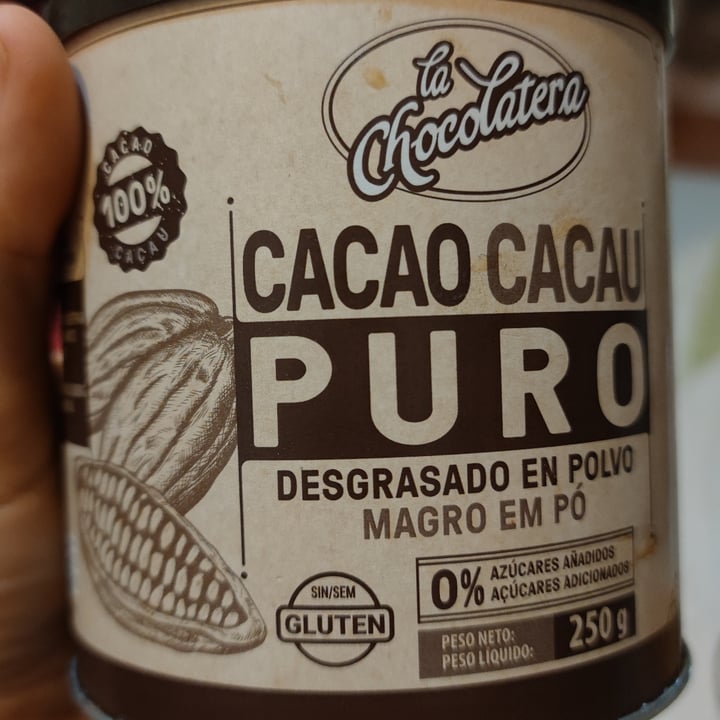 la
Chocolatera
CACAO
100%
CACAU
CACAO CACAU
PURO
DESGRASADO EN POLVO
MAGRO EM PÓ
0% AZÚCARES AÑADIDOS
AÇÚCARES ADICIONADOS
SIN/SEM
GLUTEN
PESO NETO:
PESO LÍQUIDO:
250 g